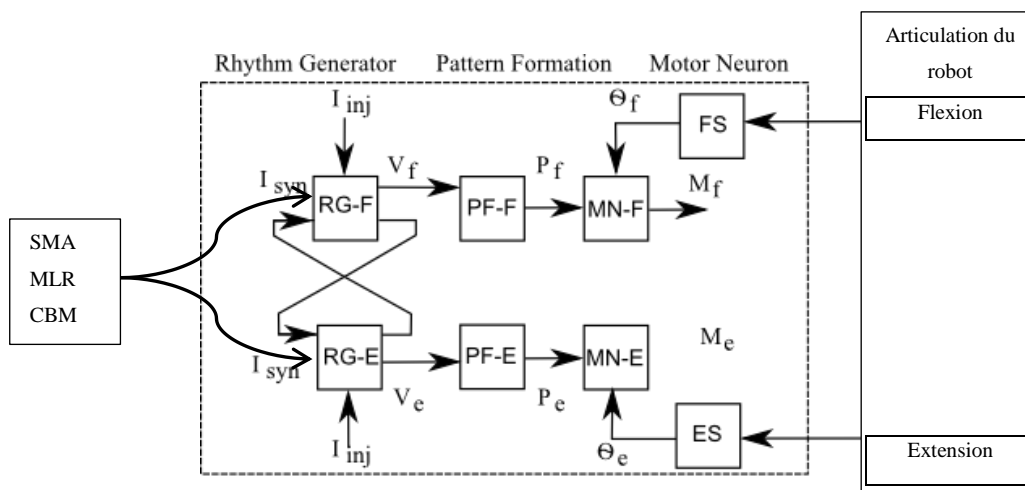 Rhythm Generator Pattern Formation Motor Neuron
Articulation du
robot
Flexion
I inj
Θf
FS
I syn
Vf
Pf
Mf
RG-F
PF-F
MN-F
SMA
MLR
CBM
RG-E
PF-E
MN-E
Me
I syn
Ve
Pe
I inj
Θe
ES
Extension